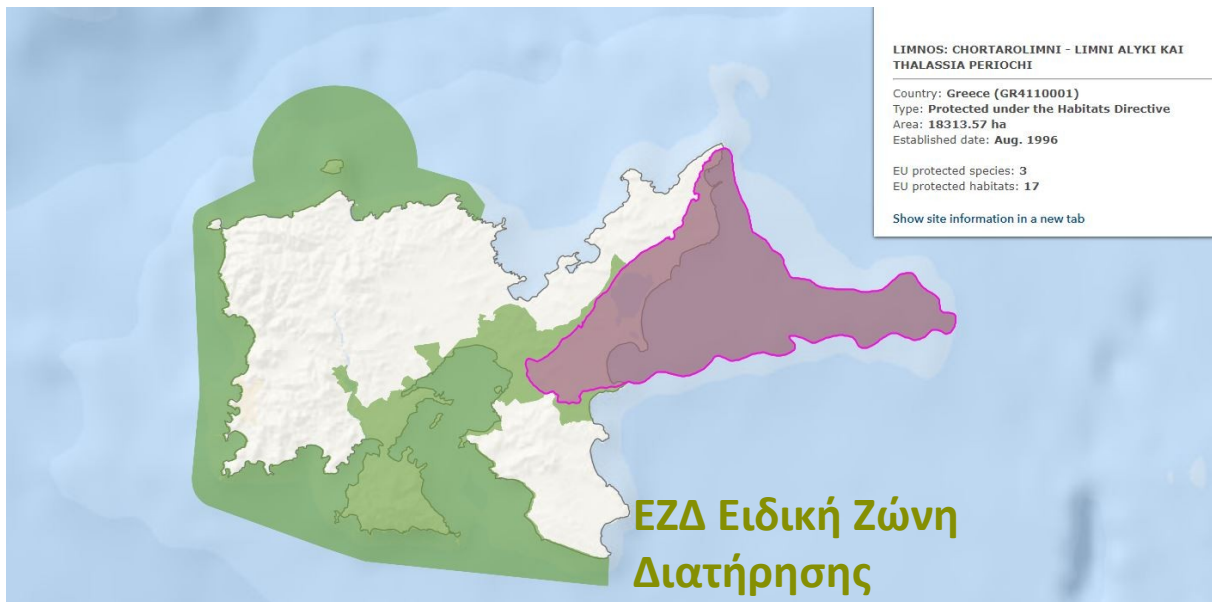 LIMNOS: CHORTAROLIMNI - LIMNI ALYKI KAI
THALASSIA PERIOCHI
Country: Greece (GR4110001)
Type: Protected under the Habitats Directive
Area: 18313.57 ha
Established date: Aug. 1996
EU protected species: 3
EU protected habitats: 17
Show site information in a new tab
ΕΖΔ Ειδική Ζώνη
Διατήρησης